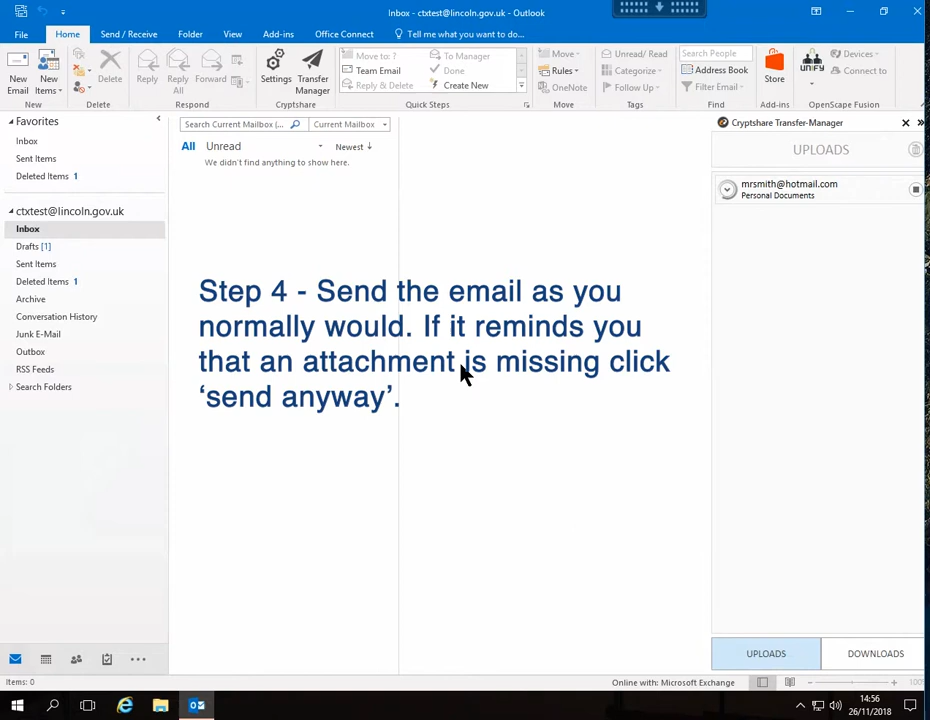 Inbox - ctxtest@lincoln.gov.uk - Outlook
File Home Send / Receive Folder View Add-ins Office Connect Tell me what you want to do...
New Email
New Items
Delete
Reply
Reply All
Forward
Settings
Transfer Manager
Move to: ?
Team Email
Reply & Delete
To Manager
Done
Create New
Move
Rules
OneNote
Unread/ Read
Categorize
Follow Up
Search People
Address Book
Filter Email
Store
UNIFY
Devices
Connect to
New Delete Respond Cryptshare Quick Steps Move Tags Find Add-ins OpenScape Fusion
Favorites
Inbox
Sent Items
Deleted Items 1
ctxtest@lincoln.gov.uk
Inbox
Drafts [1]
Sent Items
Deleted Items 1
Archive
Conversation History
Junk E-Mail
Outbox
RSS Feeds
Search Folders
Search Current Mailbox (... Current Mailbox
All Unread Newest ↓
We didn't find anything to show here.
Step 4 - Send the email as you
normally would. If it reminds you
that an attachment is missing click
‘send anyway’.
Cryptshare Transfer-Manager
UPLOADS
mrsmith@hotmail.com
Personal Documents
UPLOADS DOWNLOADS
Items: 0 Online with: Microsoft Exchange
14:56
26/11/2018